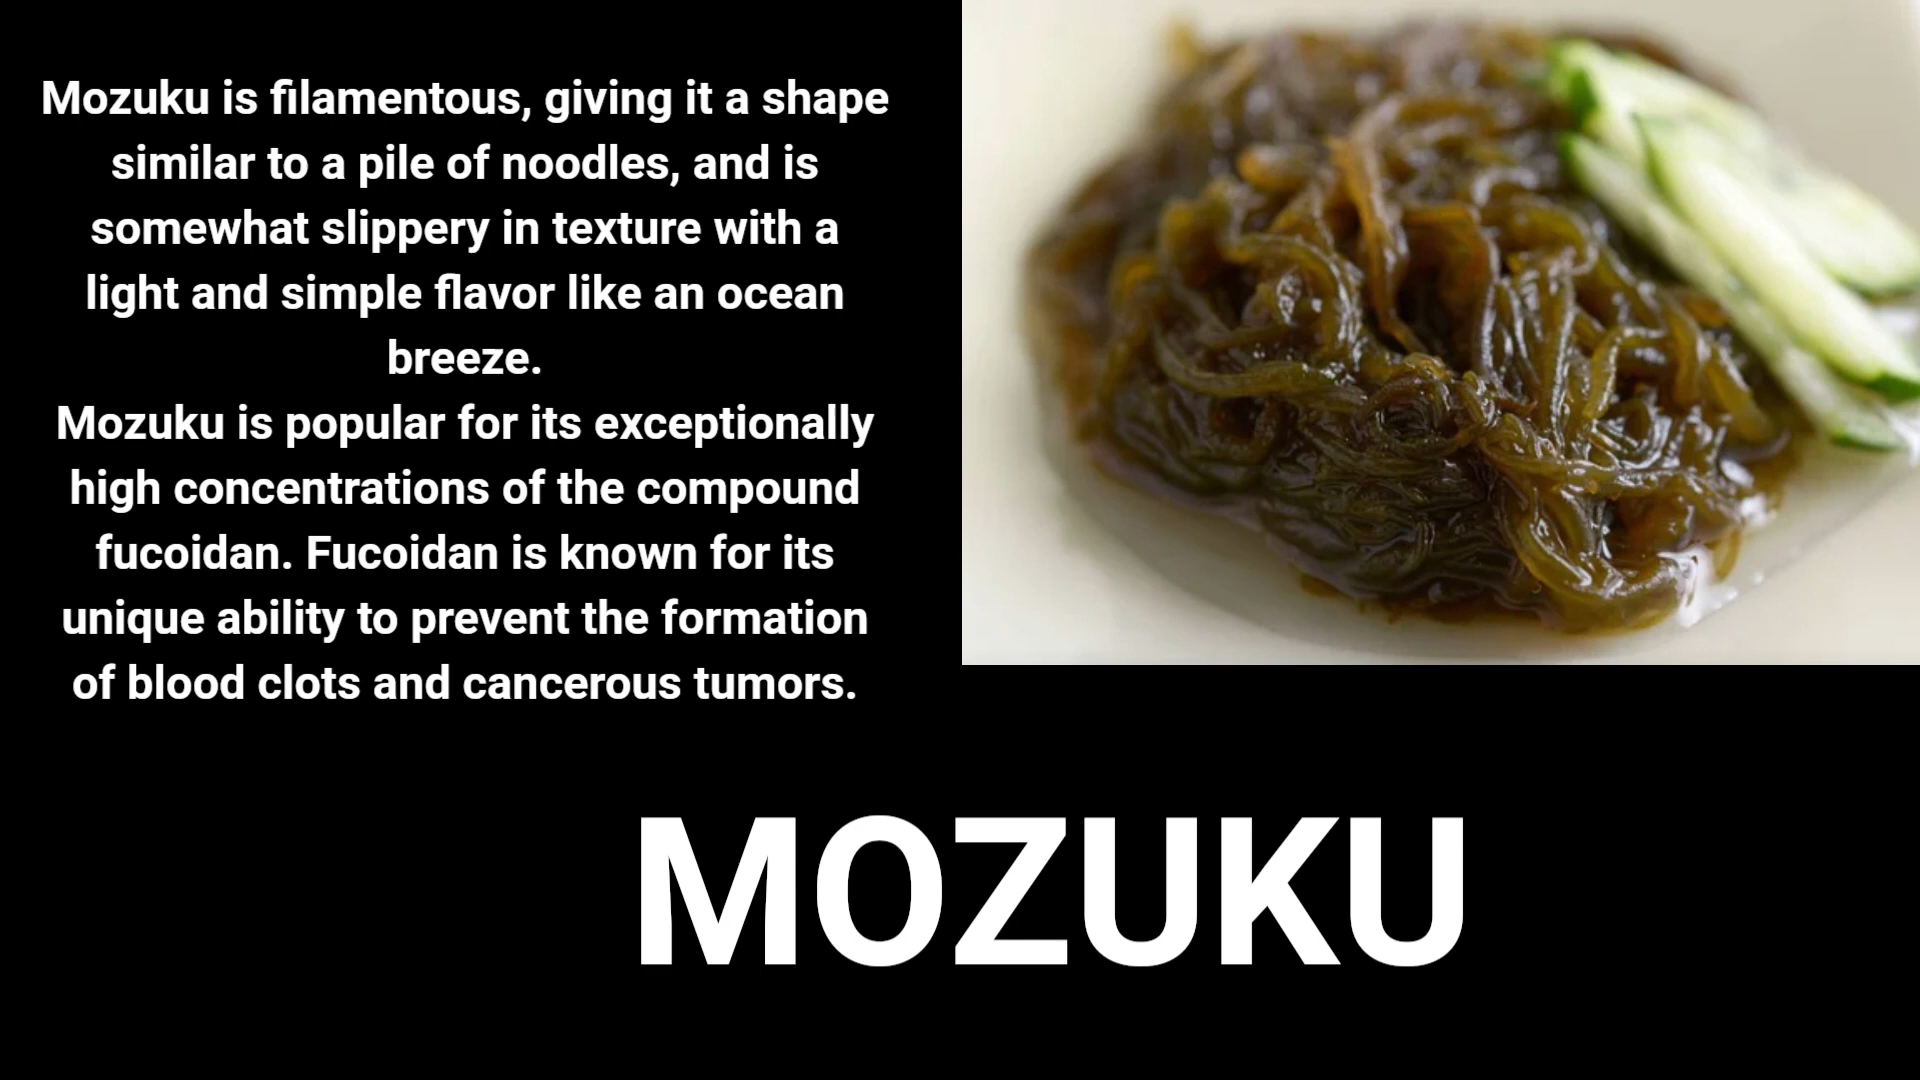 Mozuku is filamentous, giving it a shape
similar to a pile of noodles, and is
somewhat slippery in texture with a
light and simple flavor like an ocean
breeze.
Mozuku is popular for its exceptionally
high concentrations of the compound
fucoidan. Fucoidan is known for its
unique ability to prevent the formation
of blood clots and cancerous tumors.
MOZUKU